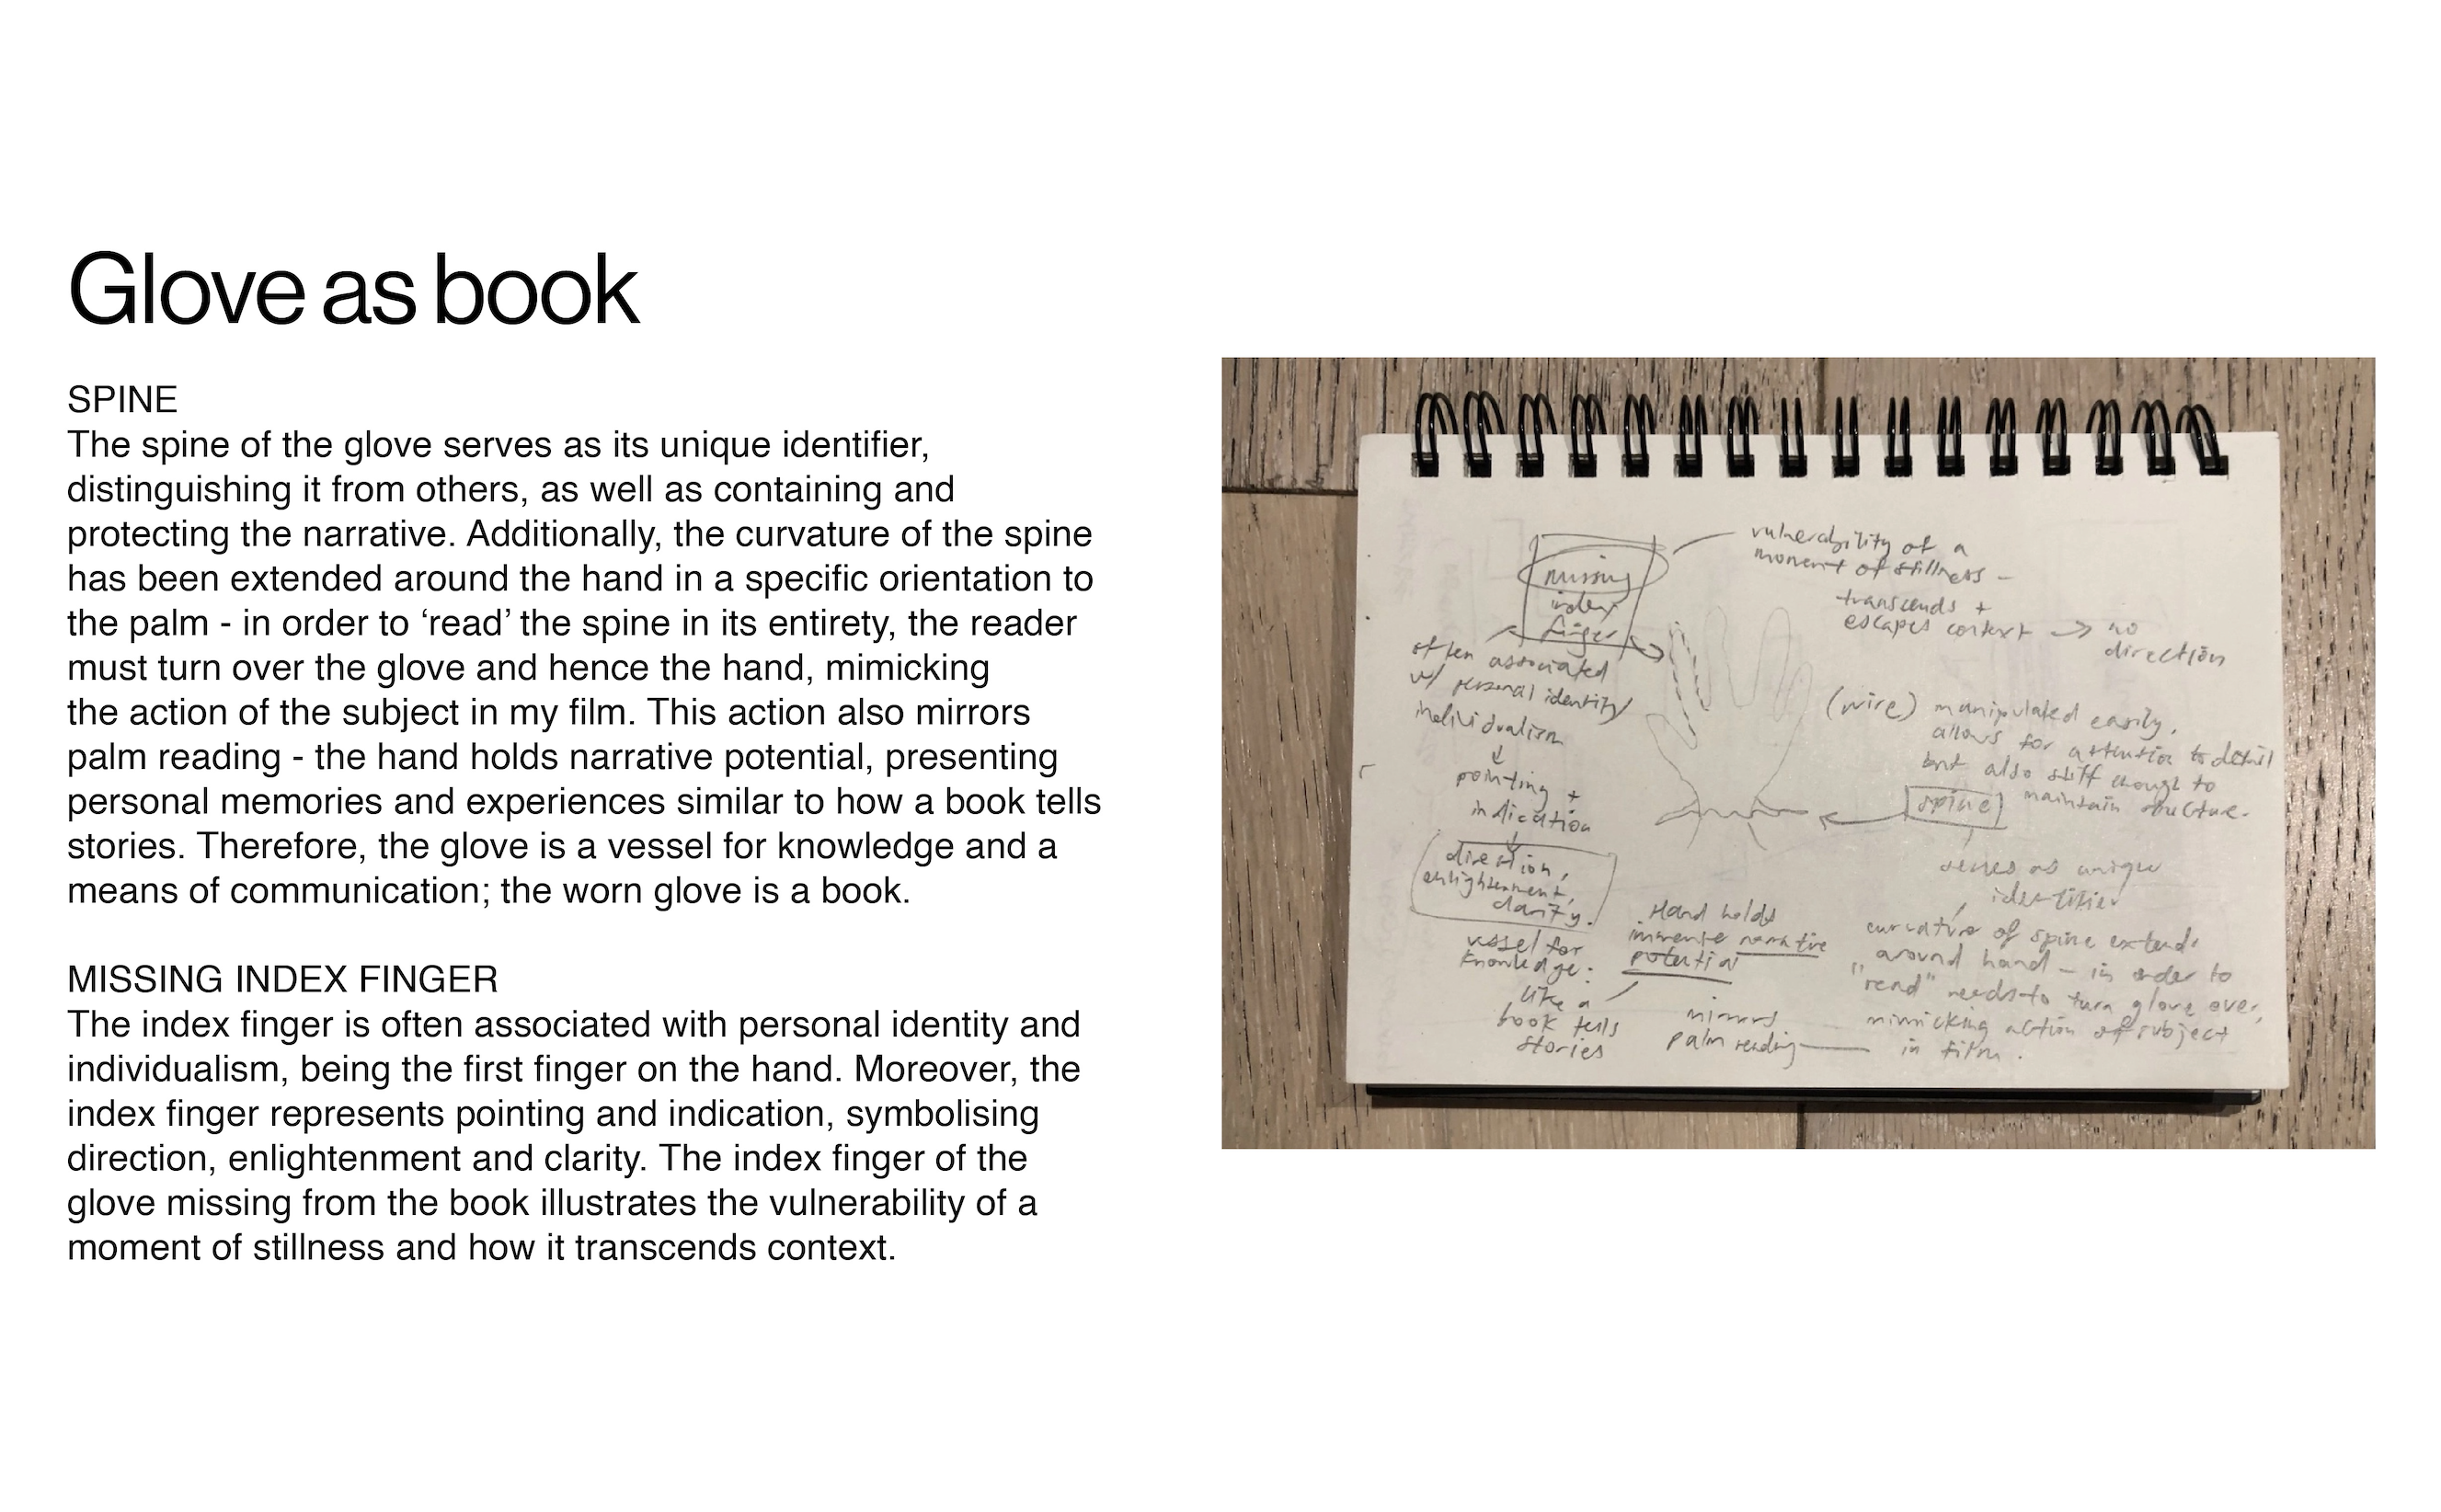 Glove as book
SPINE
The spine of the glove serves as its unique identifier,
distinguishing it from others, as well as containing and
protecting the narrative. Additionally, the curvature of the spine
has been extended around the hand in a specific orientation to
the palm - in order to ‘read’ the spine in its entirety, the reader
must turn over the glove and hence the hand, mimicking
the action of the subject in my film. This action also mirrors
palm reading - the hand holds narrative potential, presenting
personal memories and experiences similar to how a book tells
stories. Therefore, the glove is a vessel for knowledge and a
means of communication; the worn glove is a book.
MISSING INDEX FINGER
The index finger is often associated with personal identity and
individualism, being the first finger on the hand. Moreover, the
index finger represents pointing and indication, symbolising
direction, enlightenment and clarity. The index finger of the
glove missing from the book illustrates the vulnerability of a
moment of stillness and how it transcends context.
missing
index
finger
vulnerability of a
moment of stillness -
transcends +
escapes context → no
direction
often associated
w/ personal identity
individualism
↓
pointing +
indication
↓
direction,
enlightenment,
clarity.
(wire) manipulated easily,
allows for attention to detail
but also stiff enough to
maintain structure.
spine
serves as unique
identifier
curvature of spine extends
around hand - in order to
"read" needs to turn glove over,
mimicking action of subject
in film.
Hand holds
immense narrative
potential
vessel for
knowledge:
like a
book tells
stories
mirrors
palm reading